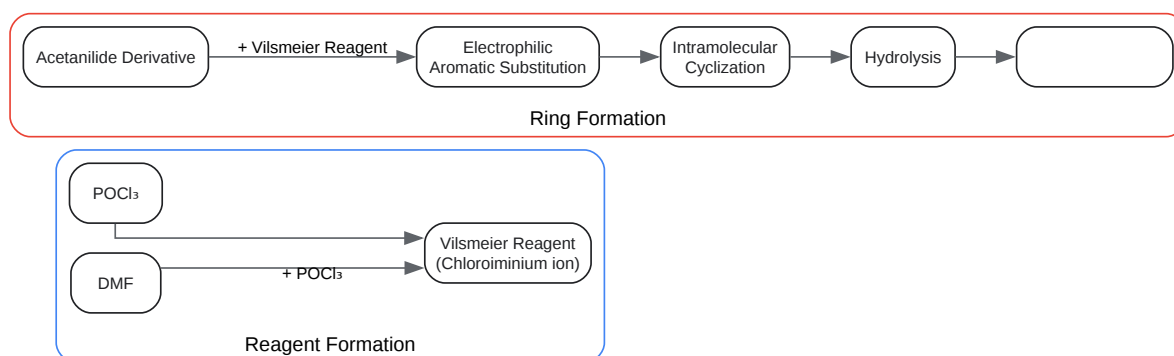 Acetanilide Derivative
+ Vilsmeier Reagent
Electrophilic
Aromatic Substitution
Intramolecular
Cyclization
Hydrolysis
Ring Formation
POCl₃
DMF
+ POCl₃
Vilsmeier Reagent
(Chloroiminium ion)
Reagent Formation